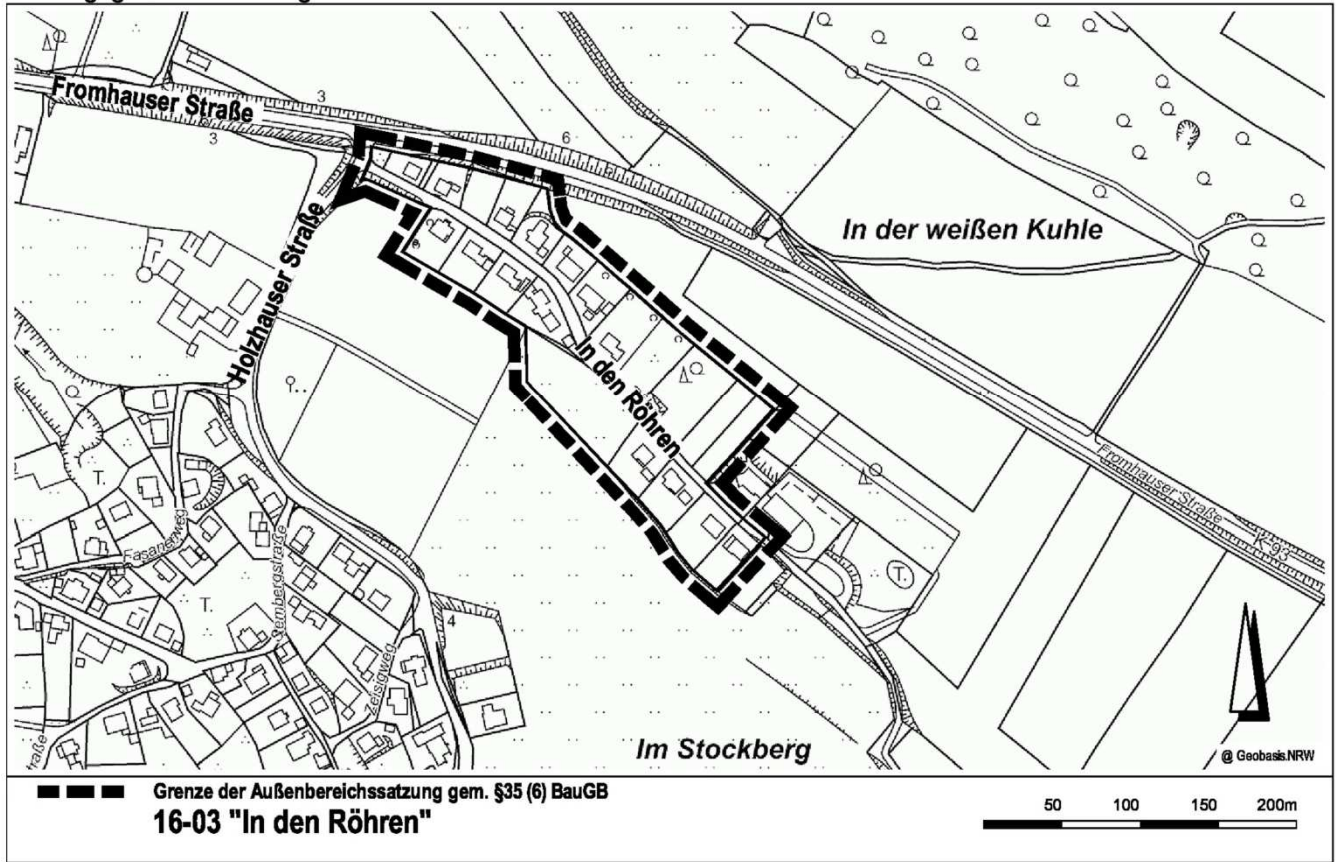 Fromhauser Straße
3
3
6
In der weißen Kuhle
Holzhauser Straße
In den Röhren
T.
T.
T.
T.
Fasanenweg
Sembergstraße
Zeisigweg
4
Fromhauser Straße
K 93
Im Stockberg
@ Geobasis.NRW
Grenze der Außenbereichssatzung gem. §35 (6) BauGB
16-03 "In den Röhren"
50 100 150 200m